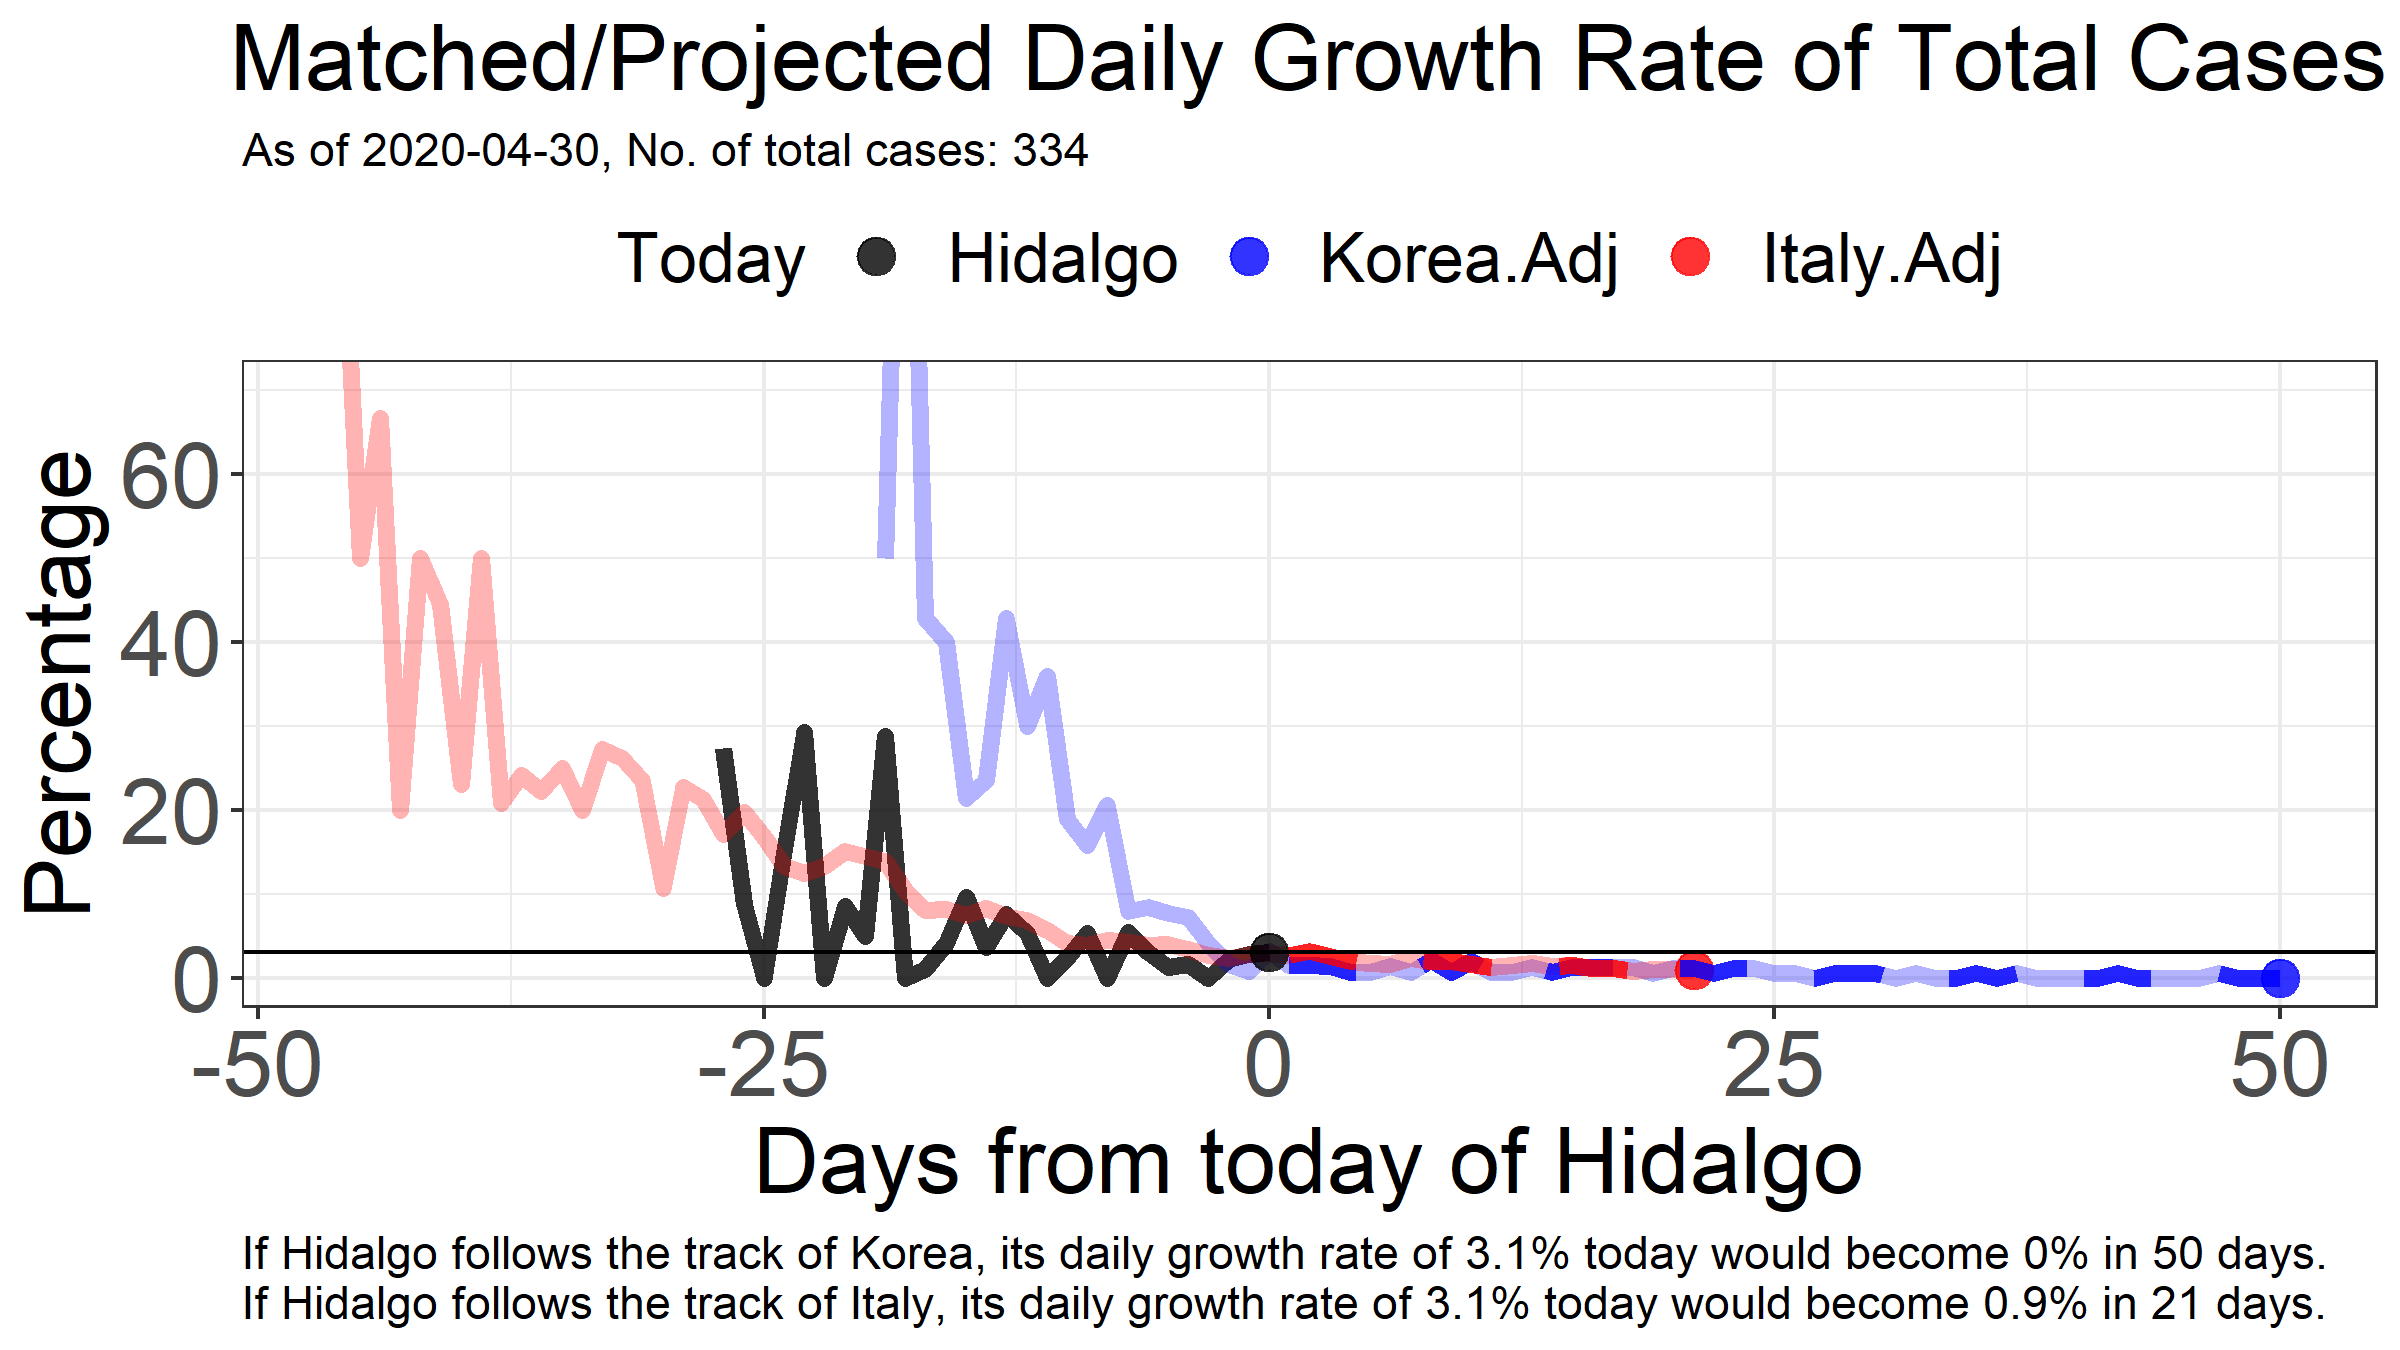 Matched/Projected Daily Growth Rate of Total Cases
As of 2020-04-30, No. of total cases: 334
Today Hidalgo Korea.Adj Italy.Adj
Percentage
60
40
20
0
-50 -25 0 25 50
Days from today of Hidalgo
If Hidalgo follows the track of Korea, its daily growth rate of 3.1% today would become 0% in 50 days.
If Hidalgo follows the track of Italy, its daily growth rate of 3.1% today would become 0.9% in 21 days.